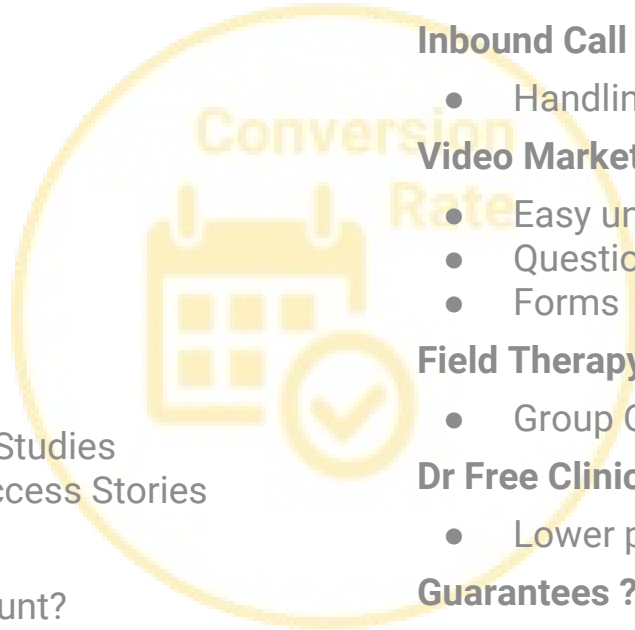 Conversion
Rate
Studies
ccess Stories
unt?
Inbound Call
● Handlin
Video Market
● Easy un
● Questio
● Forms
Field Therapy
● Group
Dr Free Clinic
● Lower p
Guarantees ?